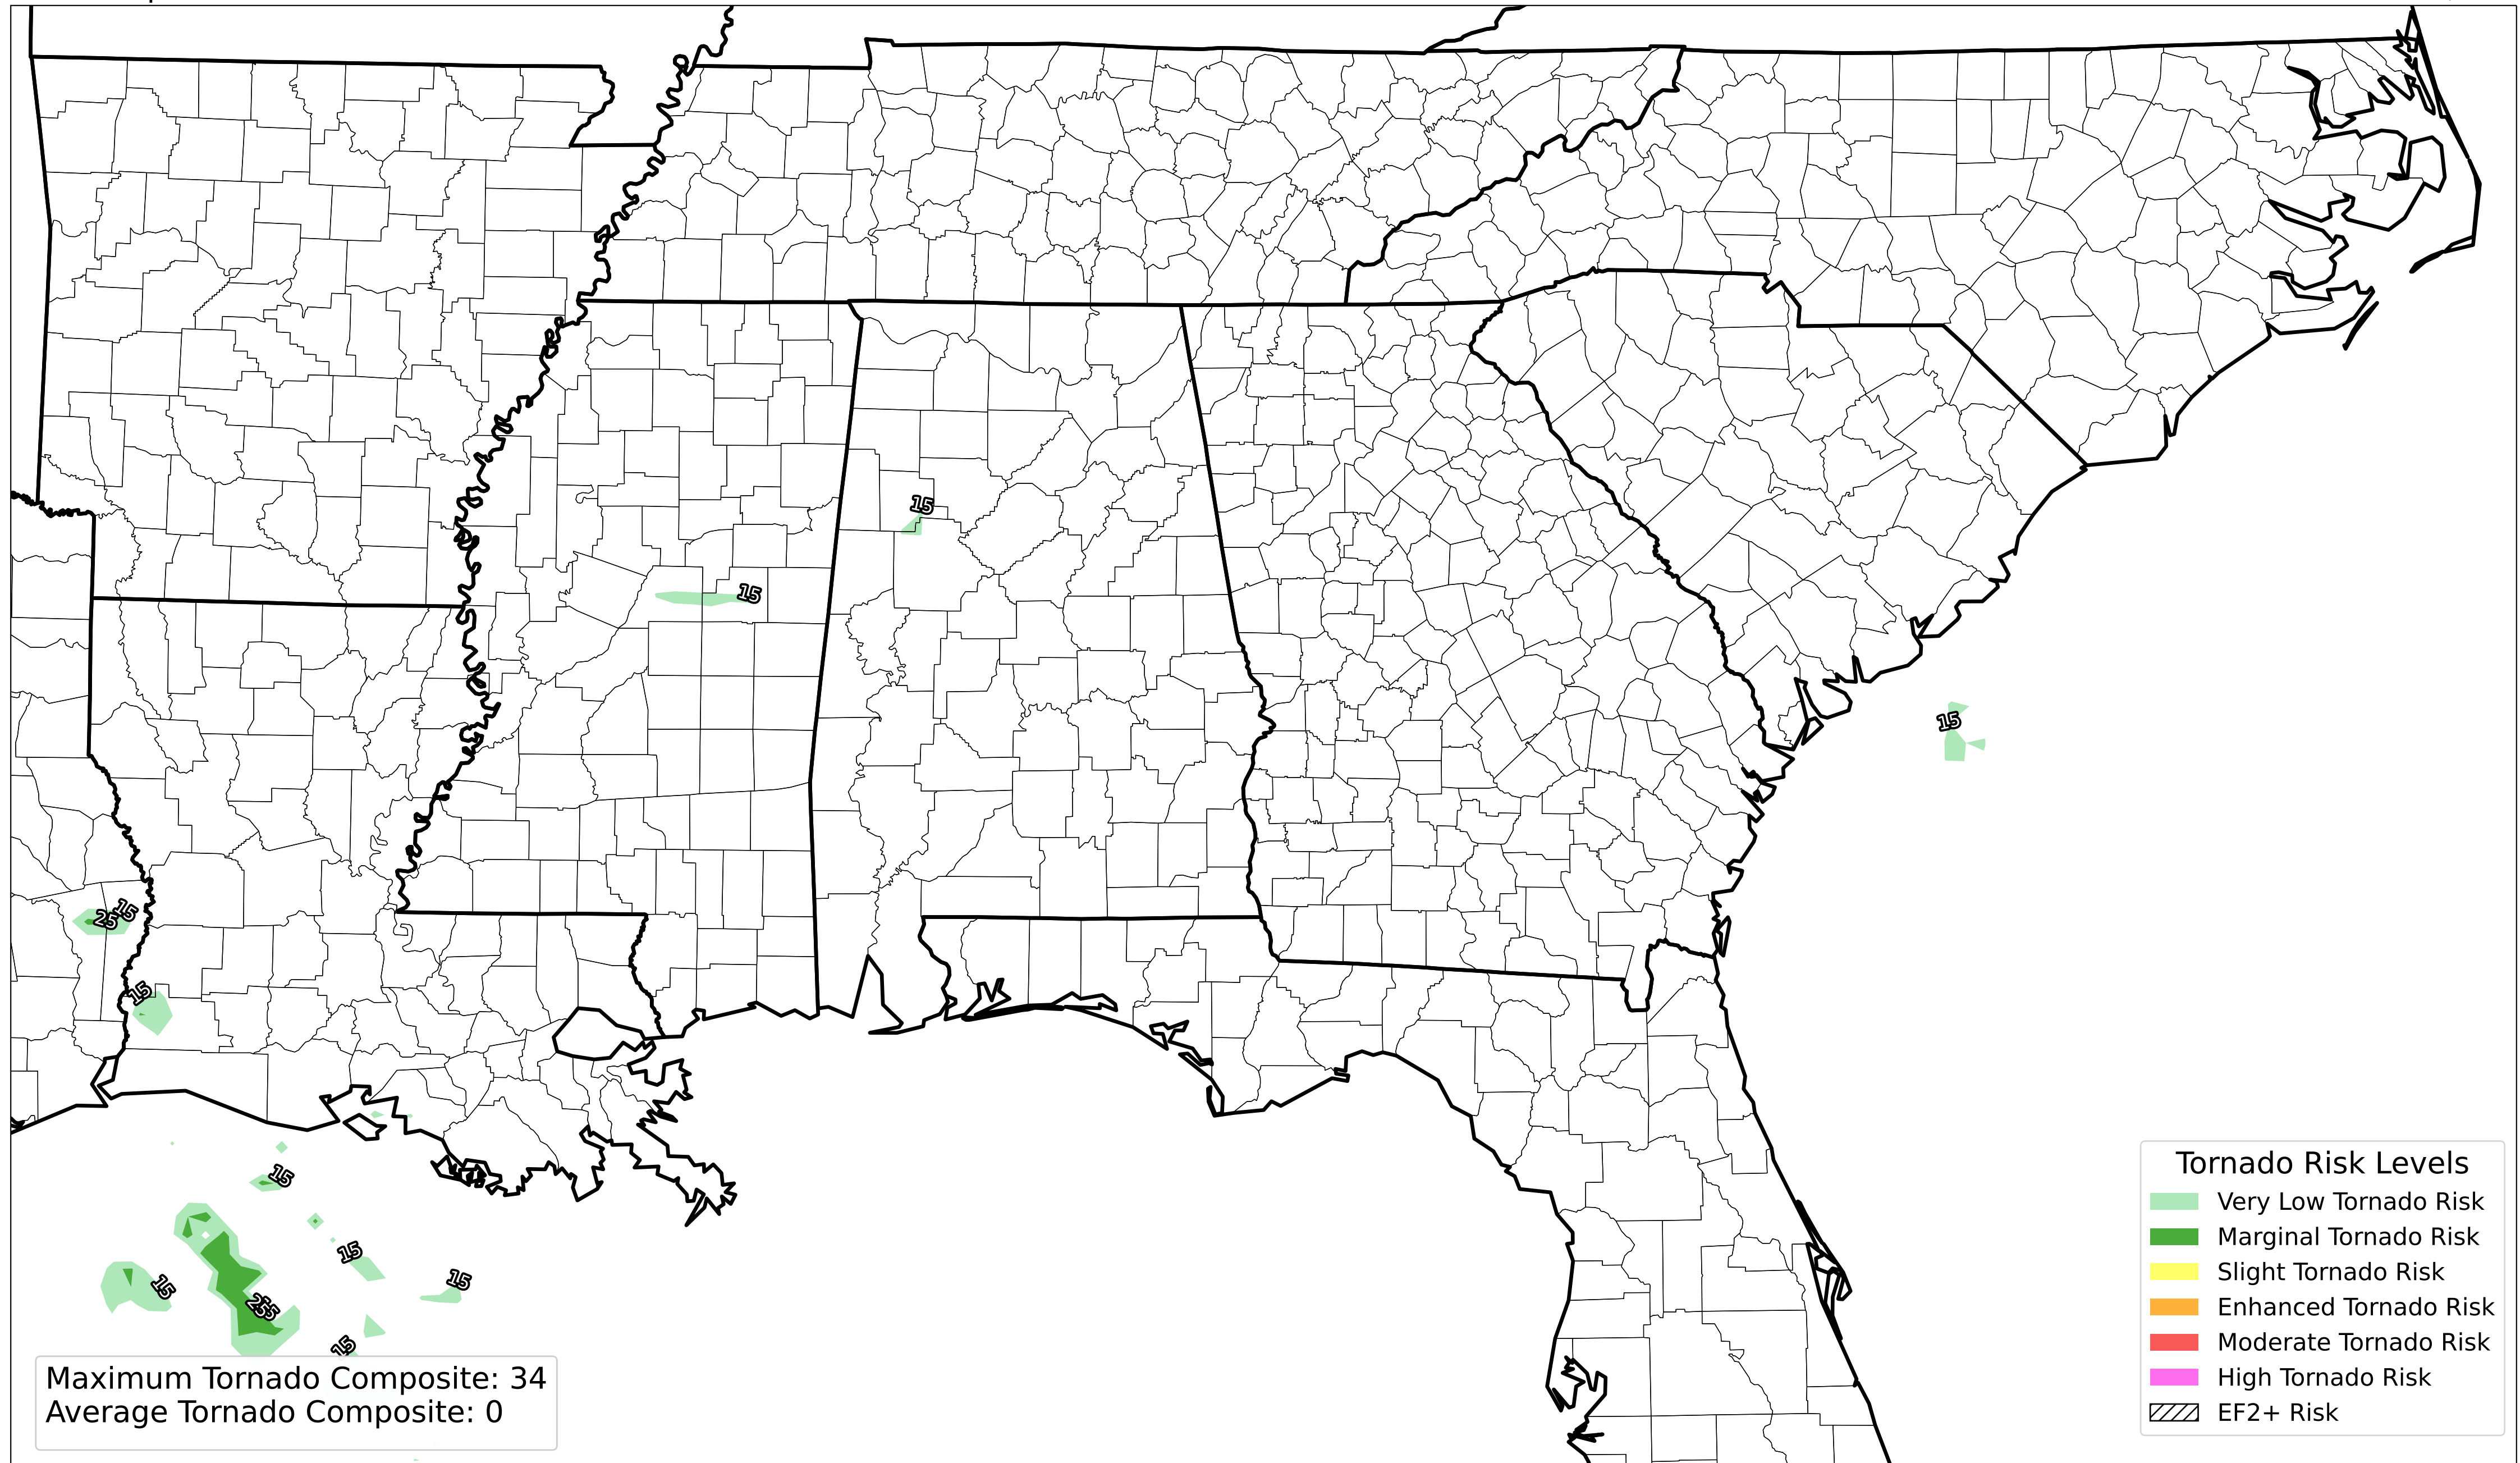 15
15
15
15
25
15
15
15
15
15
25
15
15
Tornado Risk Levels
Very Low Tornado Risk
Marginal Tornado Risk
Slight Tornado Risk
Enhanced Tornado Risk
Moderate Tornado Risk
High Tornado Risk
EF2+ Risk
Maximum Tornado Composite: 34
Average Tornado Composite: 0